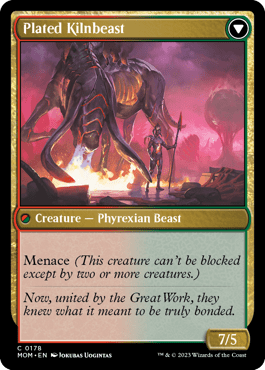 Plated Kilnbeast
Creature — Phyrexian Beast
Menace (This creature can't be blocked
except by two or more creatures.)
Now, united by the Great Work, they
knew what it meant to be truly bonded.
7/5
C 0178
MOM • EN JOKUBAS UOGINTAS
™ & © 2023 Wizards of the Coast